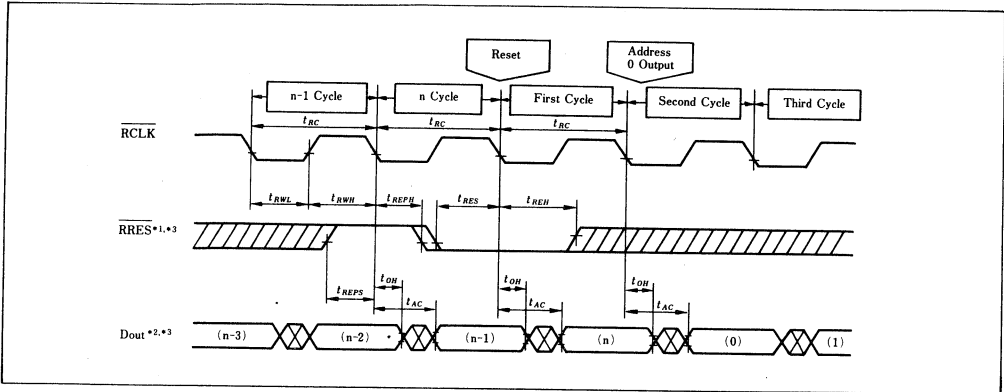 Reset
Address
0 Output
n-1 Cycle
n Cycle
First Cycle
Second Cycle
Third Cycle
tRC
tRC
tRC
RCLK
tRWL
tRWH
tREPH
tRES
tREH
RRES*1,*3
tREPS
tOH
tAC
tOH
tAC
tOH
tAC
Dout*2,*3
(n-3)
(n-2)
(n-1)
(n)
(0)
(1)